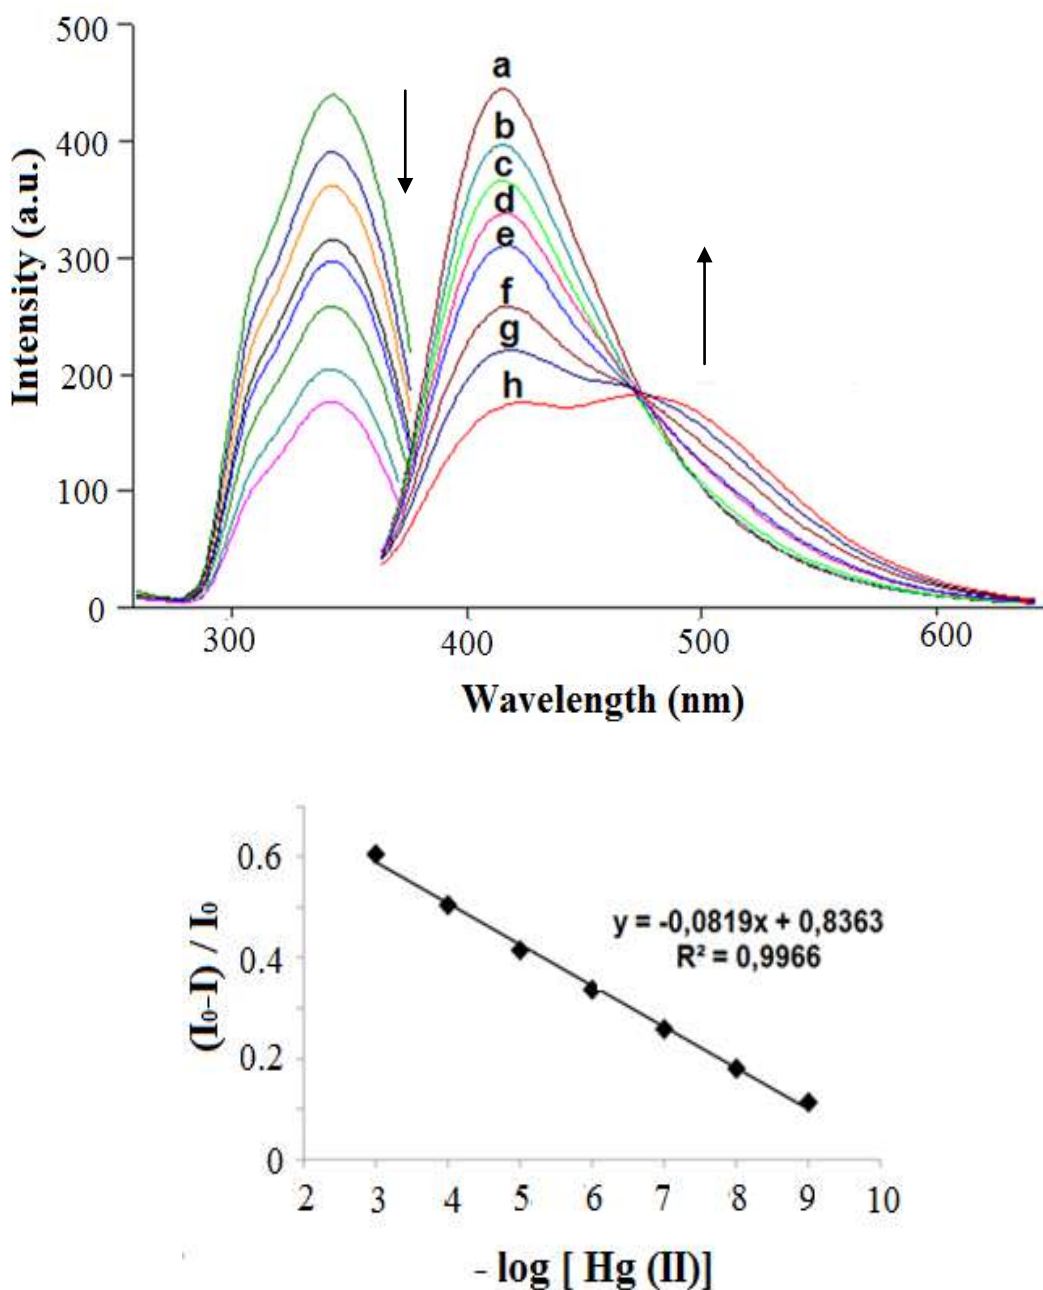 500
400
300
200
100
0
Intensity (a.u.)
a
b
c
d
e
f
g
h
300
400
500
600
Wavelength (nm)
0.6
0.4
0.2
0
(I₀–I) / I₀
y = -0,0819x + 0,8363
R² = 0,9966
2 3 4 5 6 7 8 9 10
- log [ Hg (II)]